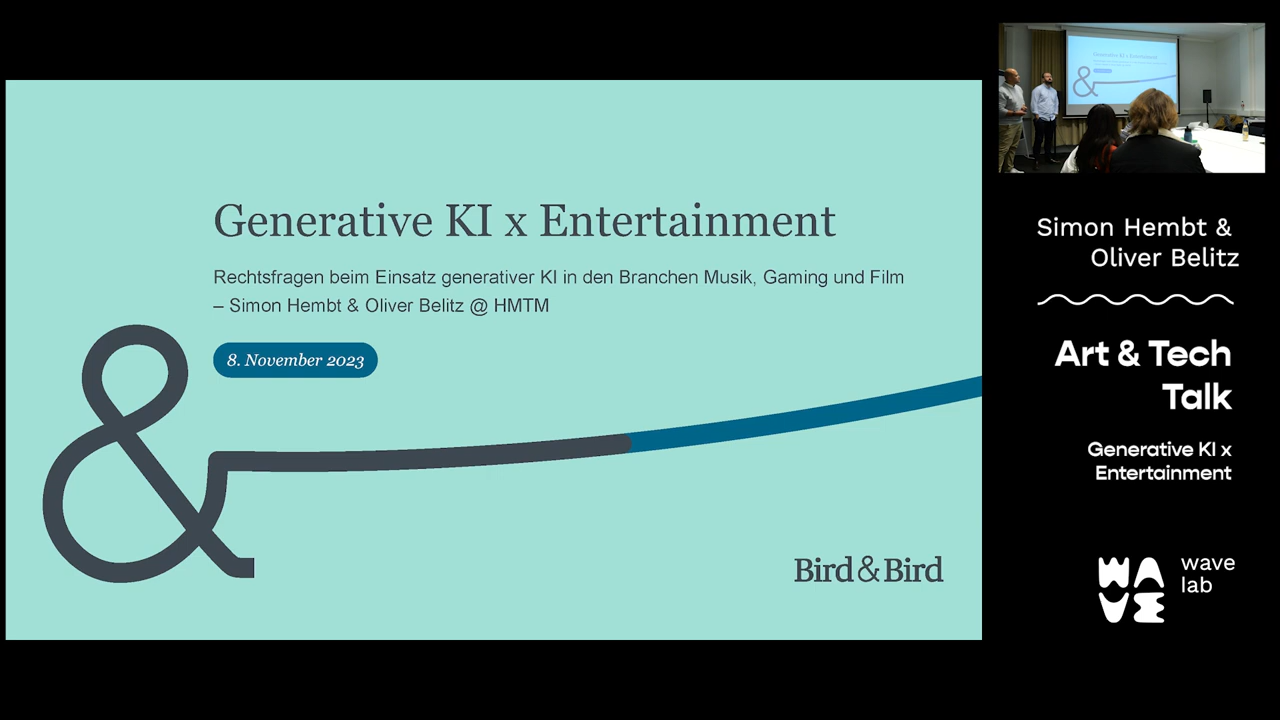 Generative KI x Entertainment
Rechtsfragen beim Einsatz generativer KI in den Branchen Musik, Gaming und Film
– Simon Hembt & Oliver Belitz @ HMTM
8. November 2023
&
Bird&Bird
Simon Hembt &
Oliver Belitz
Art & Tech
Talk
Generative KI x
Entertainment
WAVE
wave
lab